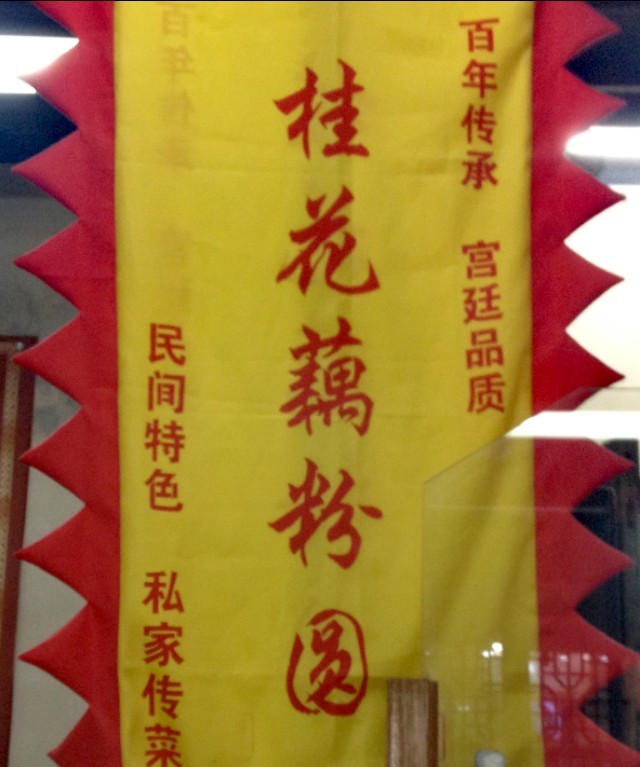 百年传承 宫廷品质
桂花藕粉圆
民间特色 私家传菜